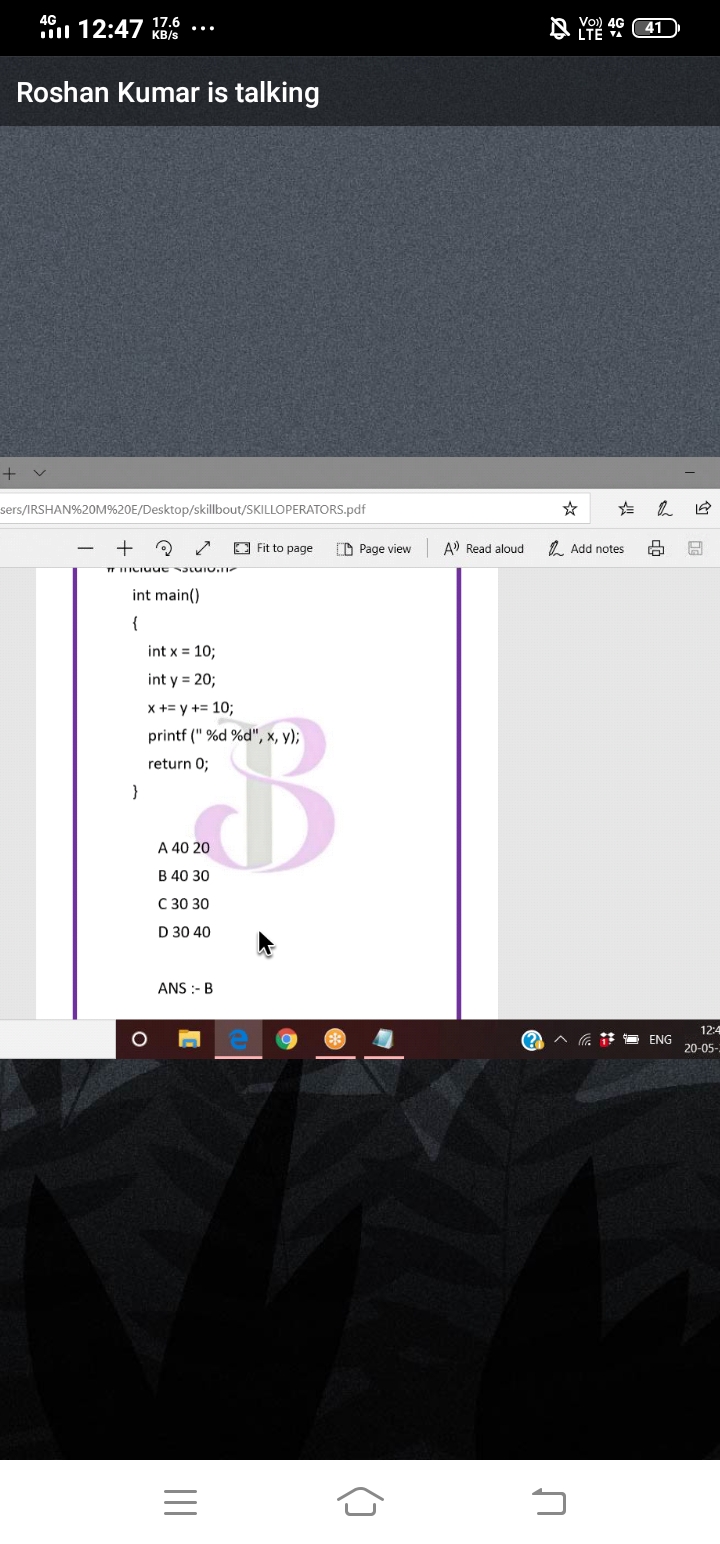 4G 12:47 17.6 KB/s ... Vo)) LTE 4G 41
Roshan Kumar is talking
sers/IRSHAN%20M%20E/Desktop/skillbout/SKILLOPERATORS.pdf
Fit to page Page view Read aloud Add notes
# include <stdio.h>
int main()
{
int x = 10;
int y = 20;
x += y += 10;
printf (" %d %d", x, y);
return 0;
}
A 40 20
B 40 30
C 30 30
D 30 40
ANS :- B
ENG
12:4
20-05-